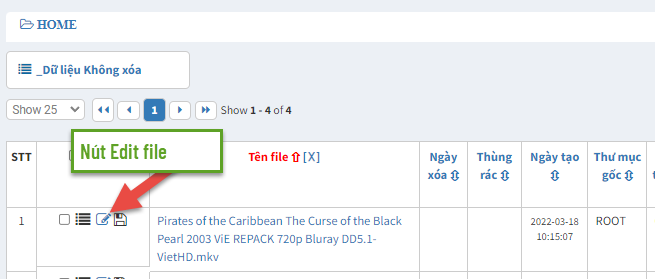 HOME
_Dữ liệu Không xóa
Show 25
1
Show 1 - 4 of 4
Nút Edit file
STT
Tên file ⇧ [X]
Ngày
xóa ⇧
Thùng
rác ⇧
Ngày tạo
⇧
Thư mục
gốc ⇧
1
Pirates of the Caribbean The Curse of the Black
Pearl 2003 ViE REPACK 720p Bluray DD5.1-
VietHD.mkv
2022-03-18
10:15:07
ROOT